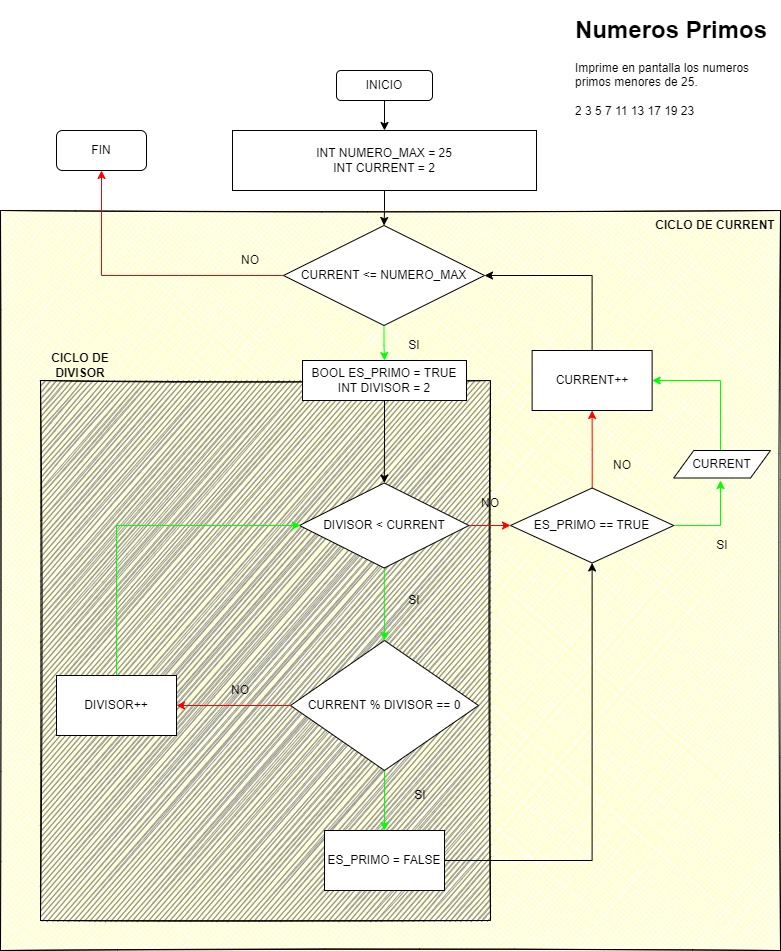 Numeros Primos
Imprime en pantalla los numeros
primos menores de 25.
2 3 5 7 11 13 17 19 23
INICIO
FIN
INT NUMERO_MAX = 25
INT CURRENT = 2
CICLO DE CURRENT
NO
CURRENT <= NUMERO_MAX
SI
CICLO DE
DIVISOR
BOOL ES_PRIMO = TRUE
INT DIVISOR = 2
CURRENT++
NO
CURRENT
NO
DIVISOR < CURRENT
ES_PRIMO == TRUE
SI
SI
NO
DIVISOR++
CURRENT % DIVISOR == 0
SI
ES_PRIMO = FALSE